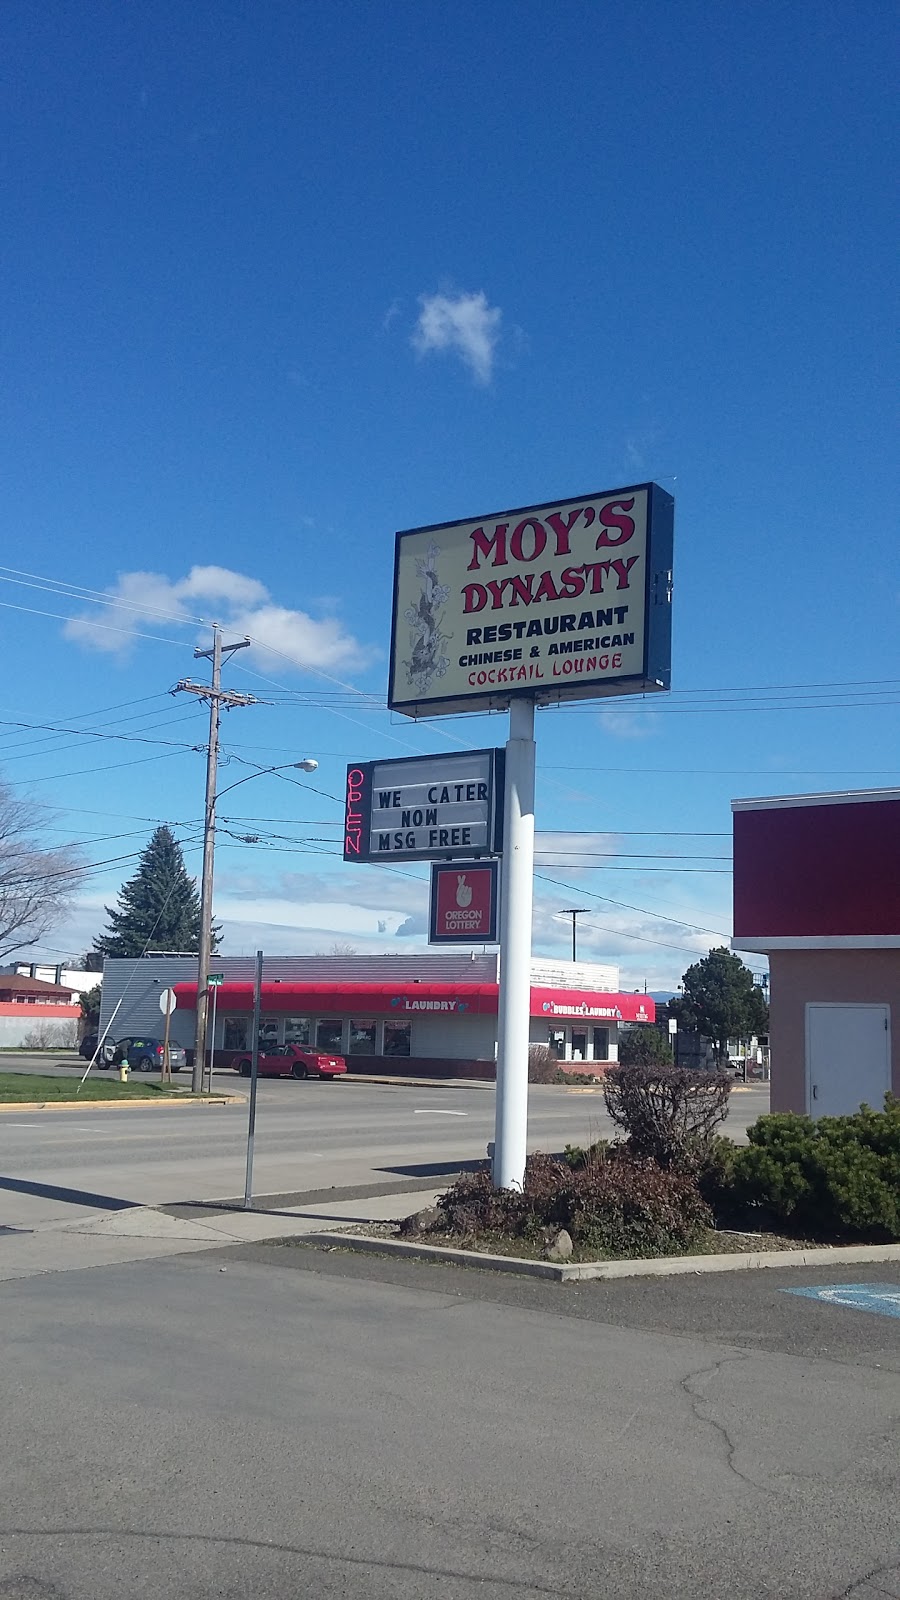 MOY'S
DYNASTY
RESTAURANT
CHINESE & AMERICAN
COCKTAIL LOUNGE
OPEN
WE CATER
NOW
MSG FREE
OREGON
LOTTERY
LAUNDRY
BUBBLES LAUNDRY